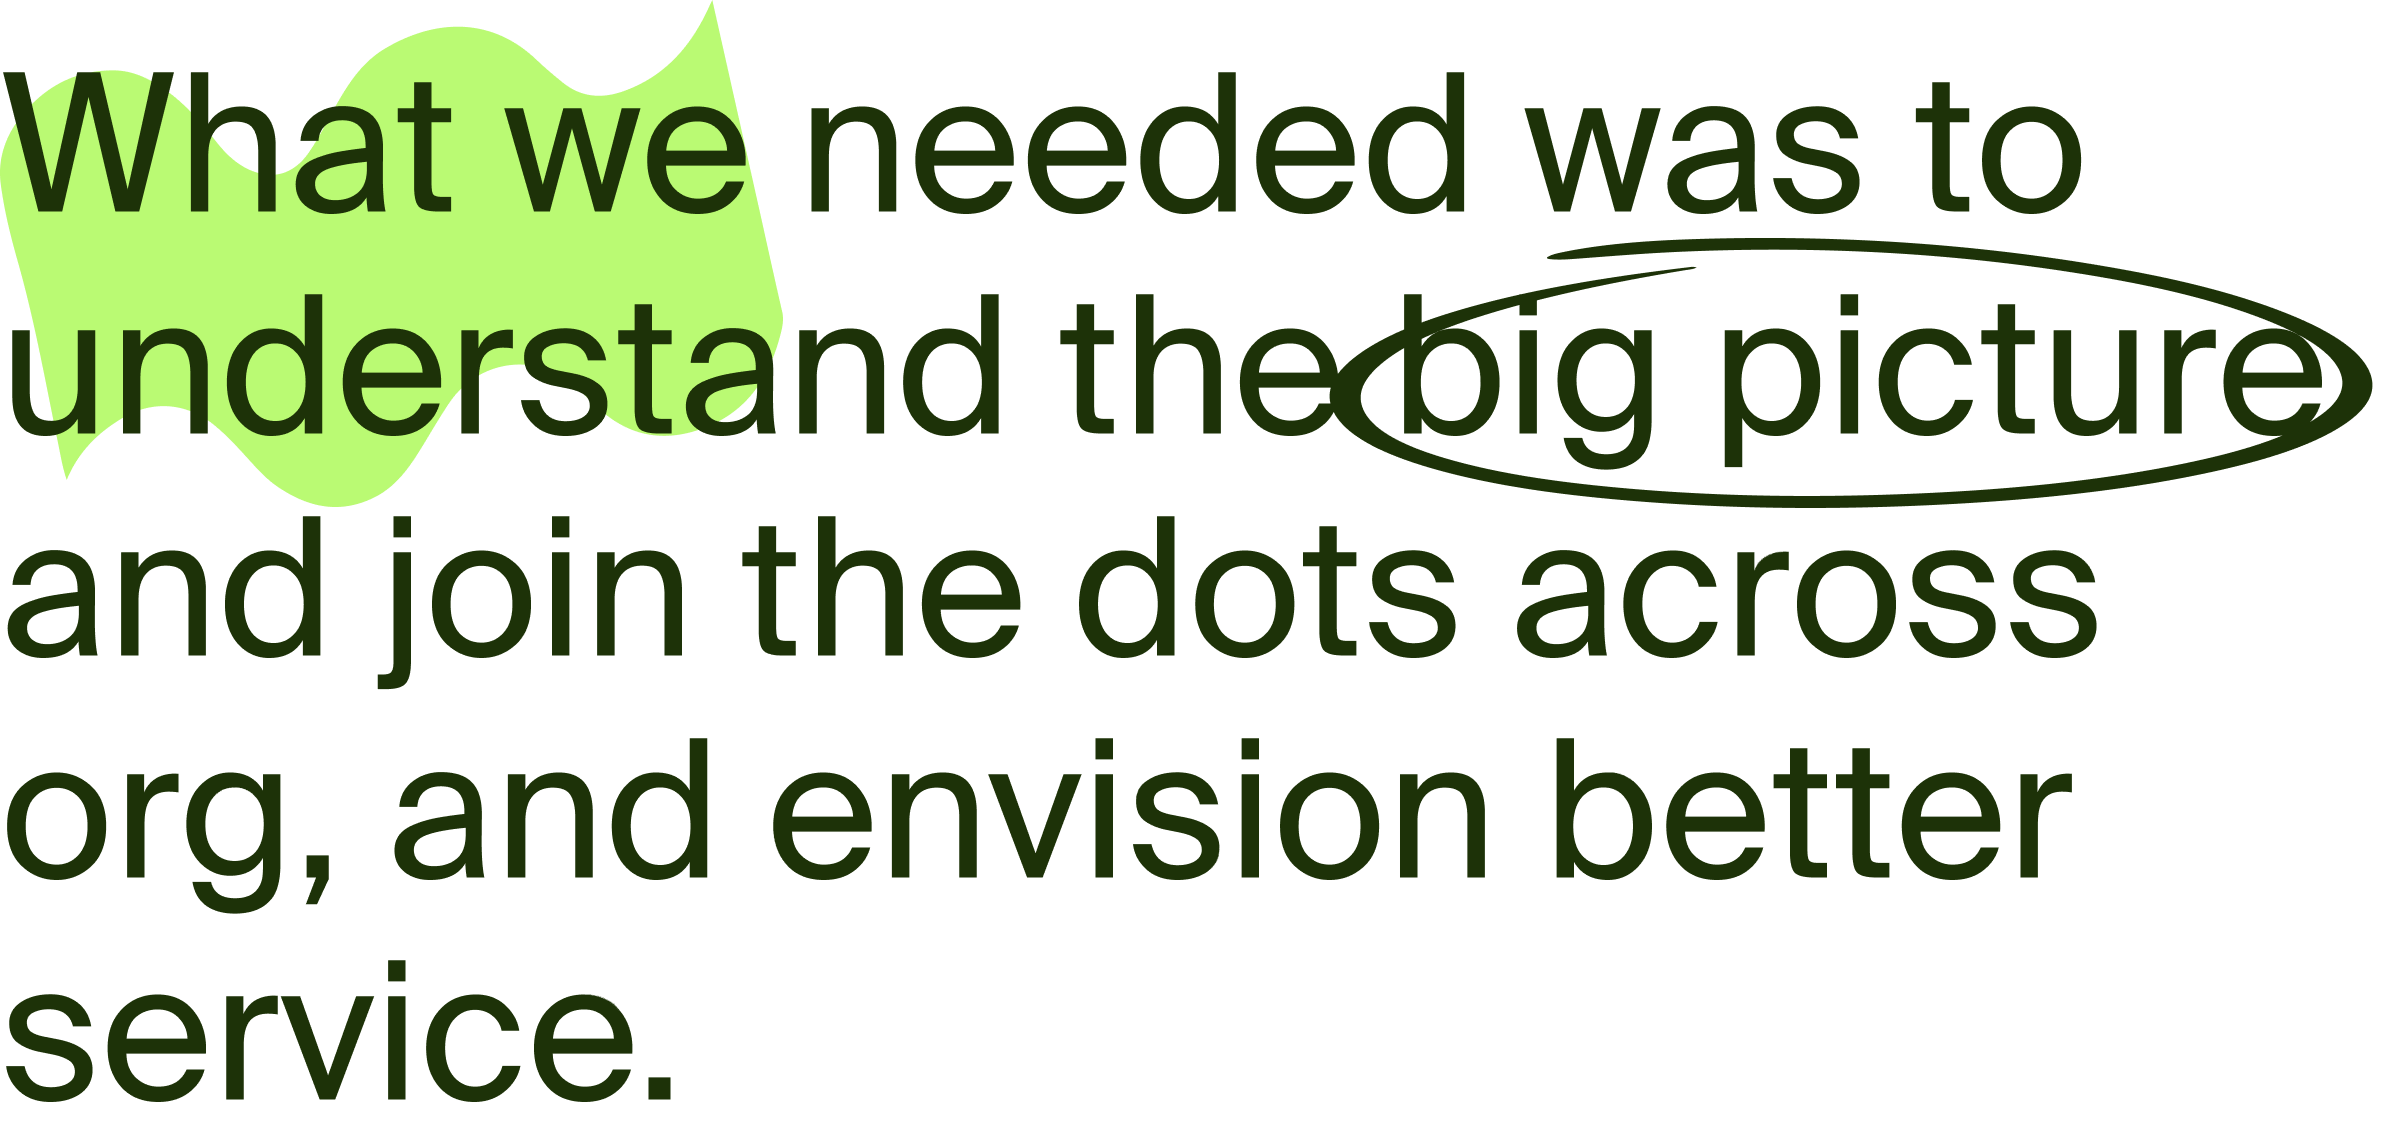 What we needed was to
understand the big picture
and join the dots across
org, and envision better
service.